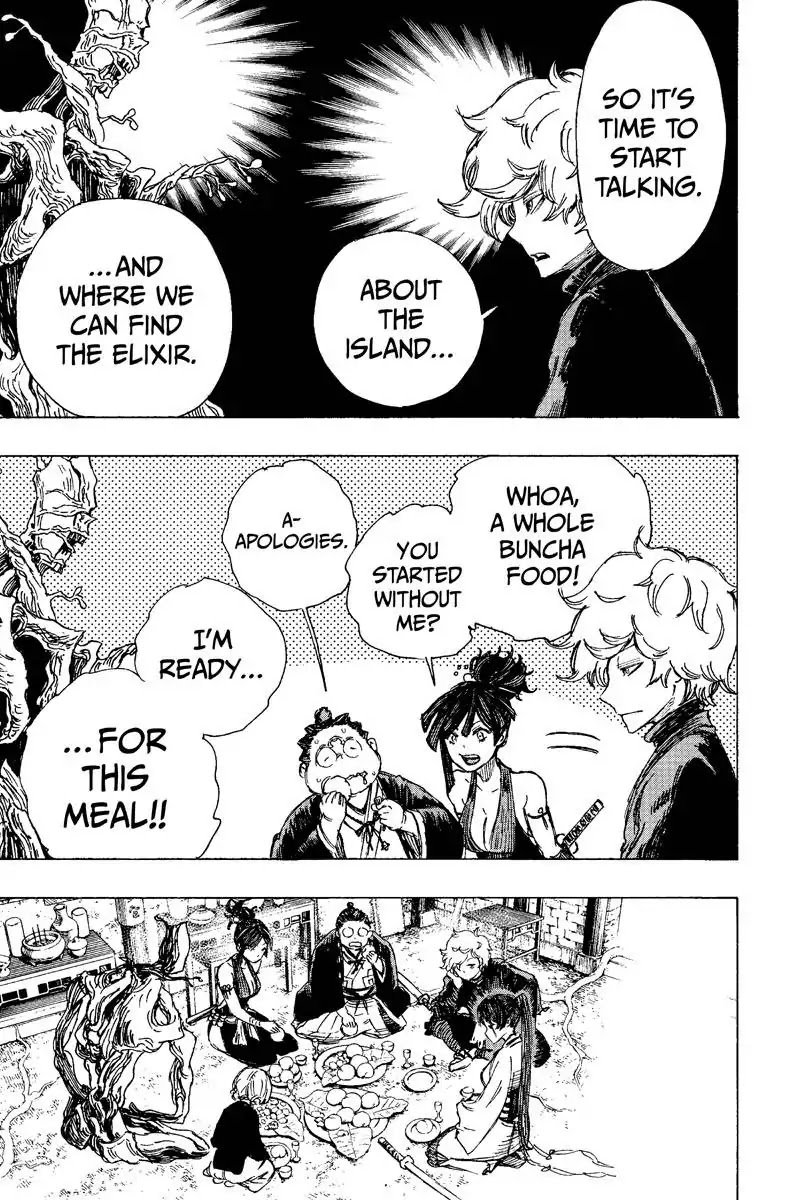 SO IT'S
TIME TO
START
TALKING.
ABOUT
THE
ISLAND...
...AND
WHERE WE
CAN FIND
THE ELIXIR.
WHOA,
A WHOLE
BUNCHA
FOOD!
YOU
STARTED
WITHOUT
ME?
A-
APOLOGIES.
I'M
READY...
...FOR
THIS
MEAL!!